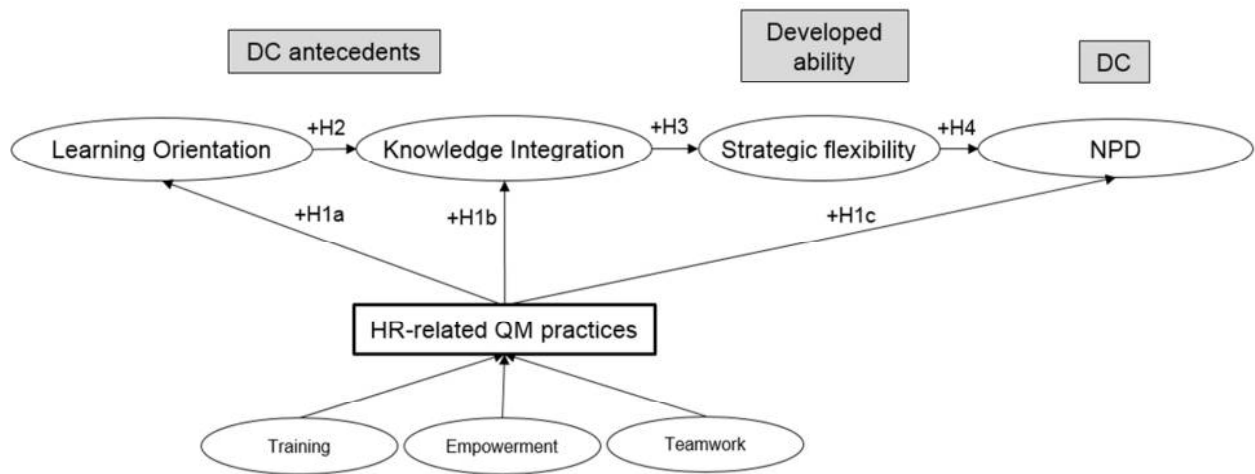 DC antecedents
Developed
ability
DC
+H2
+H3
+H4
Learning Orientation
Knowledge Integration
Strategic flexibility
NPD
+H1a
+H1b
+H1c
HR-related QM practices
Training
Empowerment
Teamwork